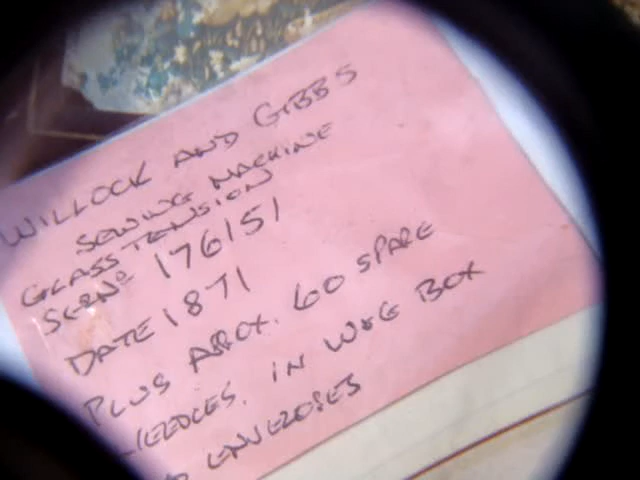 WILLOCK AND GIBBS
SEWING MACHINE
GLASS TENSION
SER Nº 176151
DATE 1871
PLUS APROX. 60 SPARE
NEEDLES. IN W&G BOX
ENVELOPES